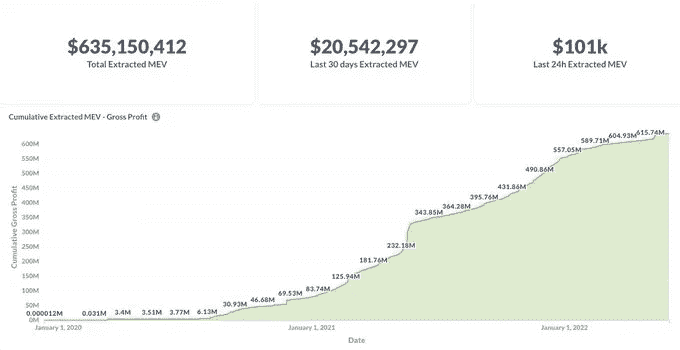 $635,150,412
Total Extracted MEV
$20,542,297
Last 30 days Extracted MEV
$101k
Last 24h Extracted MEV
Cumulative Extracted MEV - Gross Profit
Cumulative Gross Profit
600M
550M
500M
450M
400M
350M
300M
250M
200M
150M
100M
50M
0M
0.000012M
0.031M
3.4M
3.51M
3.77M
6.13M
30.93M
46.68M
69.53M
83.74M
125.94M
181.76M
232.18M
343.85M
364.28M
395.76M
431.86M
490.86M
557.05M
589.71M
604.93M
615.74M
January 1, 2020
January 1, 2021
January 1, 2022
Date